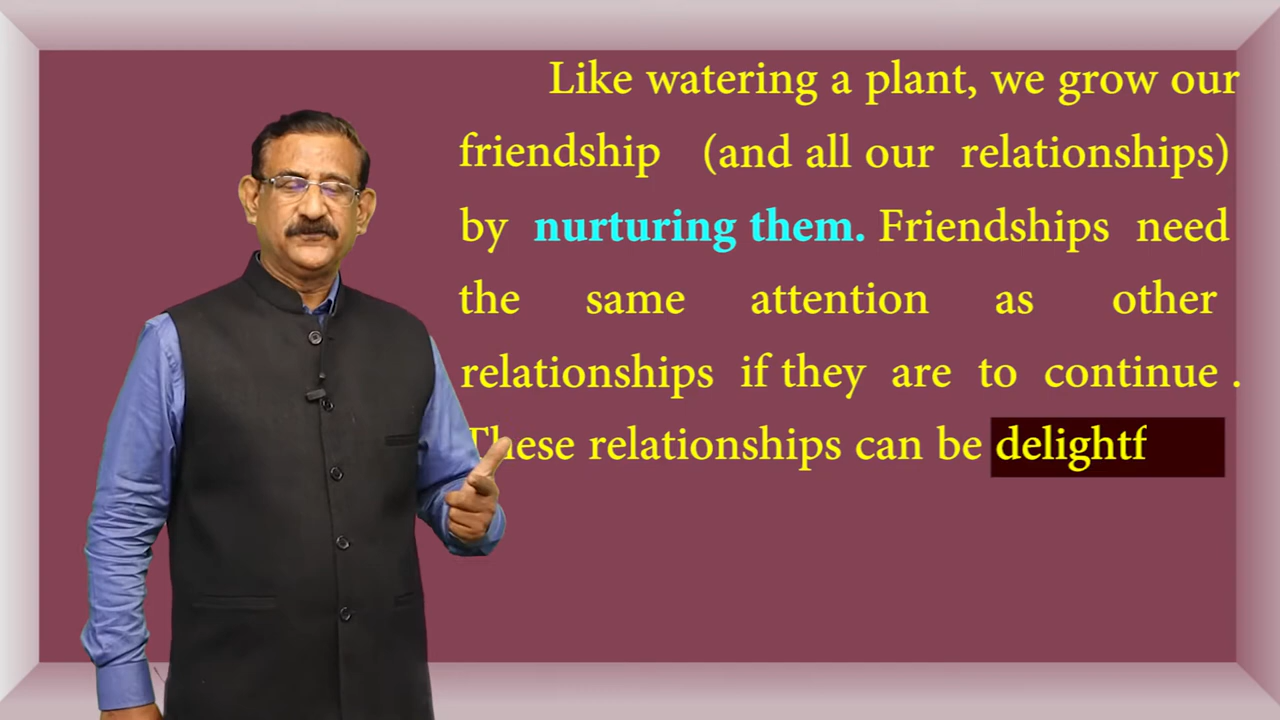 Like watering a plant, we grow our
friendship (and all our relationships)
by nurturing them. Friendships need
the same attention as other
relationships if they are to continue .
These relationships can be delightf